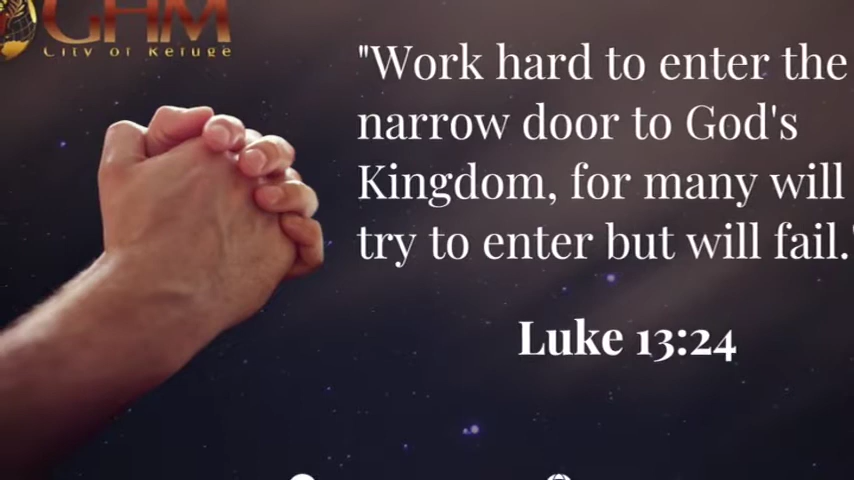 GHM
City of Refuge
"Work hard to enter the
narrow door to God's
Kingdom, for many will
try to enter but will fail."
Luke 13:24